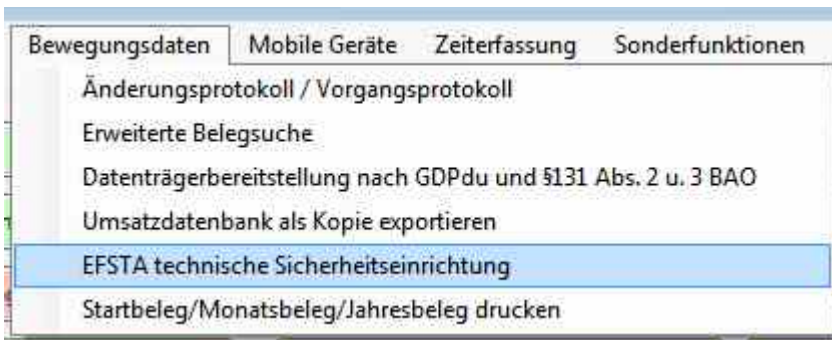 Bewegungsdaten Mobile Geräte Zeiterfassung Sonderfunktionen
Änderungsprotokoll / Vorgangsprotokoll
Erweiterte Belegsuche
Datenträgerbereitstellung nach GDPdu und §131 Abs. 2 u. 3 BAO
Umsatzdatenbank als Kopie exportieren
EFSTA technische Sicherheitseinrichtung
Startbeleg/Monatsbeleg/Jahresbeleg drucken